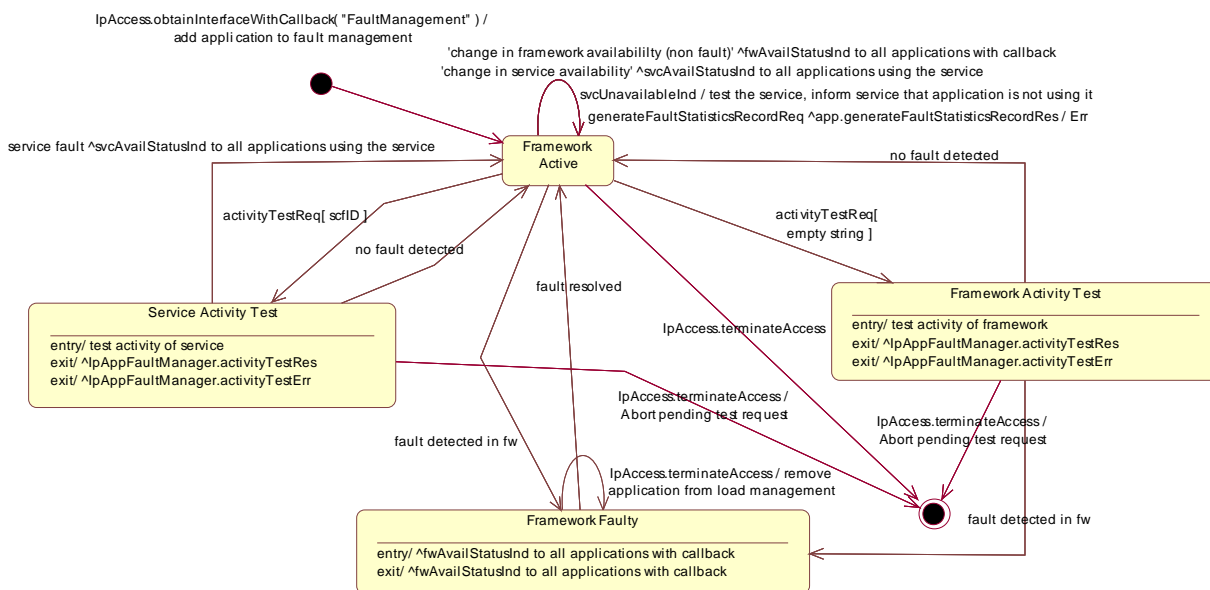 IpAccess.obtainInterfaceWithCallback( "FaultManagement" ) /
add application to fault management
'change in framework availabililty (non fault)' ^fwAvailStatusInd to all applications with callback
'change in service availability' ^svcAvailStatusInd to all applications using the service
svcUnavailableInd / test the service, inform service that application is not using it
generateFaultStatisticsRecordReq ^app.generateFaultStatisticsRecordRes / Err
service fault ^svcAvailStatusInd to all applications using the service
Framework
Active
no fault detected
activityTestReq[ scfID ]
activityTestReq[
empty string ]
no fault detected
fault resolved
Service Activity Test
entry/ test activity of service
exit/ ^IpAppFaultManager.activityTestRes
exit/ ^IpAppFaultManager.activityTestErr
Framework Activity Test
entry/ test activity of framework
exit/ ^IpAppFaultManager.activityTestRes
exit/ ^IpAppFaultManager.activityTestErr
IpAccess.terminateAccess
IpAccess.terminateAccess /
Abort pending test request
IpAccess.terminateAccess /
Abort pending test request
fault detected in fw
IpAccess.terminateAccess / remove
application from load management
fault detected in fw
Framework Faulty
entry/ ^fwAvailStatusInd to all applications with callback
exit/ ^fwAvailStatusInd to all applications with callback